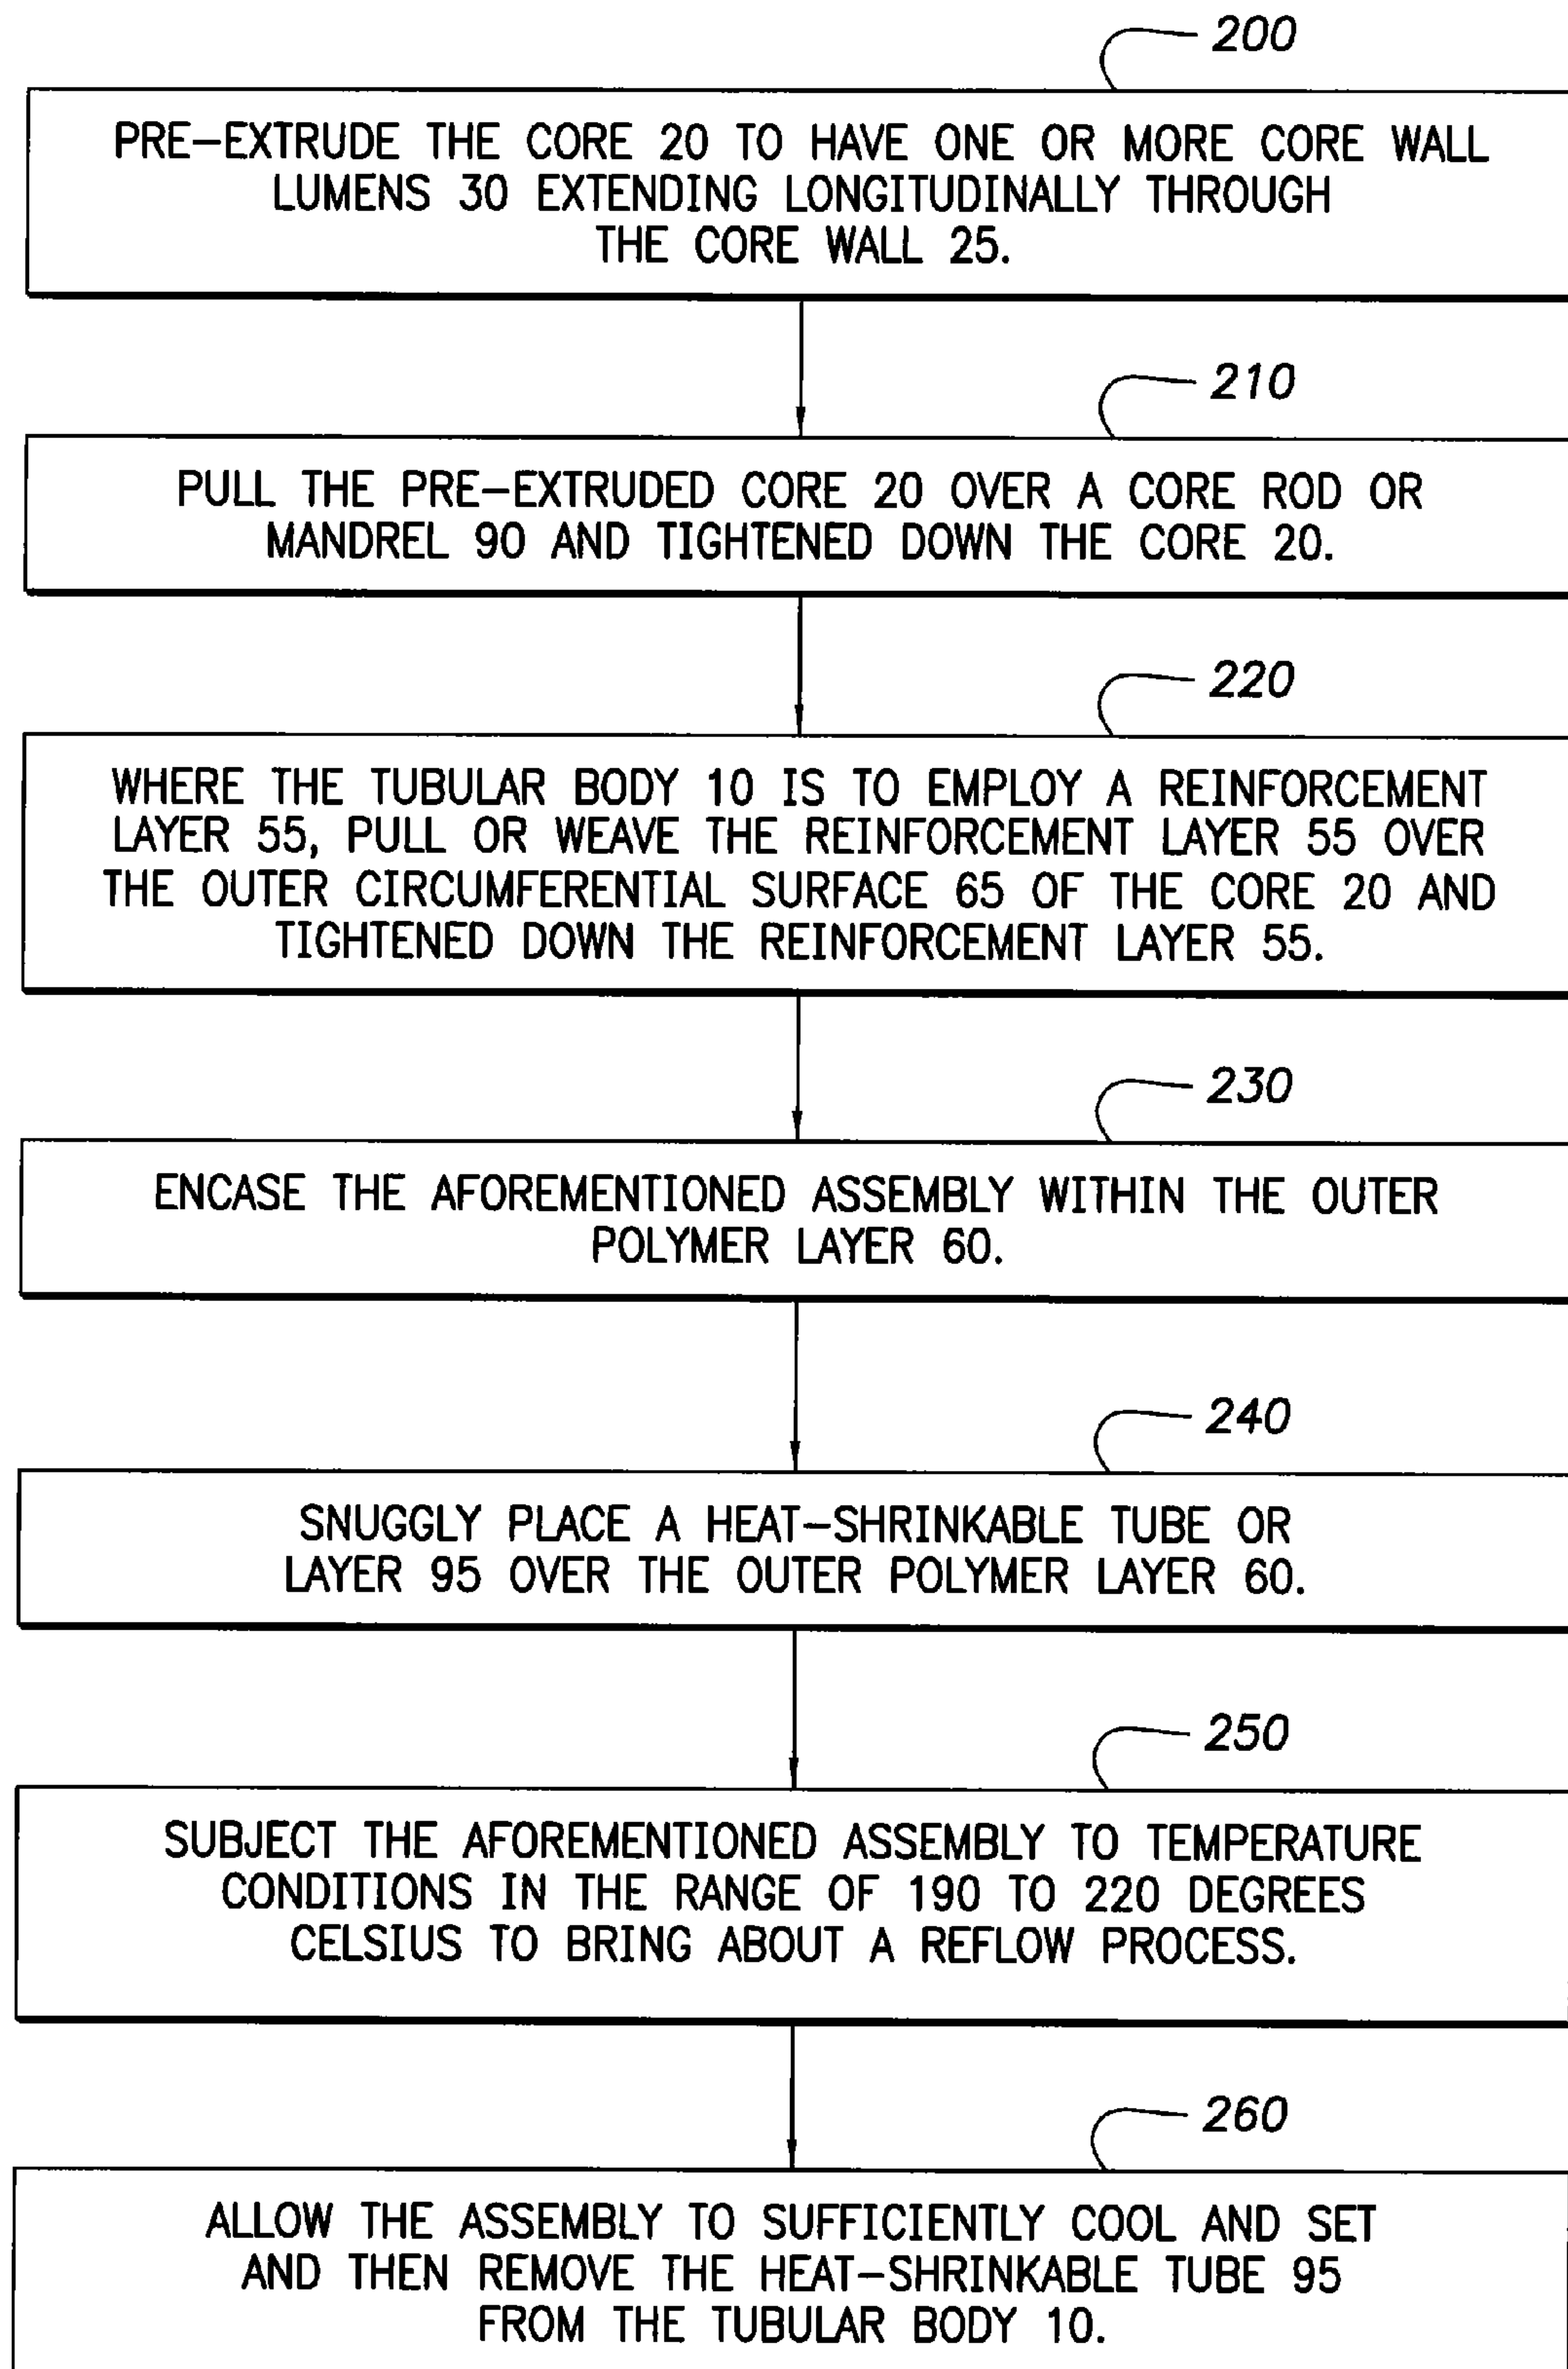 200
PRE-EXTRUDE THE CORE 20 TO HAVE ONE OR MORE CORE WALL
LUMENS 30 EXTENDING LONGITUDINALLY THROUGH
THE CORE WALL 25.
210
PULL THE PRE-EXTRUDED CORE 20 OVER A CORE ROD OR
MANDREL 90 AND TIGHTENED DOWN THE CORE 20.
220
WHERE THE TUBULAR BODY 10 IS TO EMPLOY A REINFORCEMENT
LAYER 55, PULL OR WEAVE THE REINFORCEMENT LAYER 55 OVER
THE OUTER CIRCUMFERENTIAL SURFACE 65 OF THE CORE 20 AND
TIGHTENED DOWN THE REINFORCEMENT LAYER 55.
230
ENCASE THE AFOREMENTIONED ASSEMBLY WITHIN THE OUTER
POLYMER LAYER 60.
240
SNUGGLY PLACE A HEAT-SHRINKABLE TUBE OR
LAYER 95 OVER THE OUTER POLYMER LAYER 60.
250
SUBJECT THE AFOREMENTIONED ASSEMBLY TO TEMPERATURE
CONDITIONS IN THE RANGE OF 190 TO 220 DEGREES
CELSIUS TO BRING ABOUT A REFLOW PROCESS.
260
ALLOW THE ASSEMBLY TO SUFFICIENTLY COOL AND SET
AND THEN REMOVE THE HEAT-SHRINKABLE TUBE 95
FROM THE TUBULAR BODY 10.